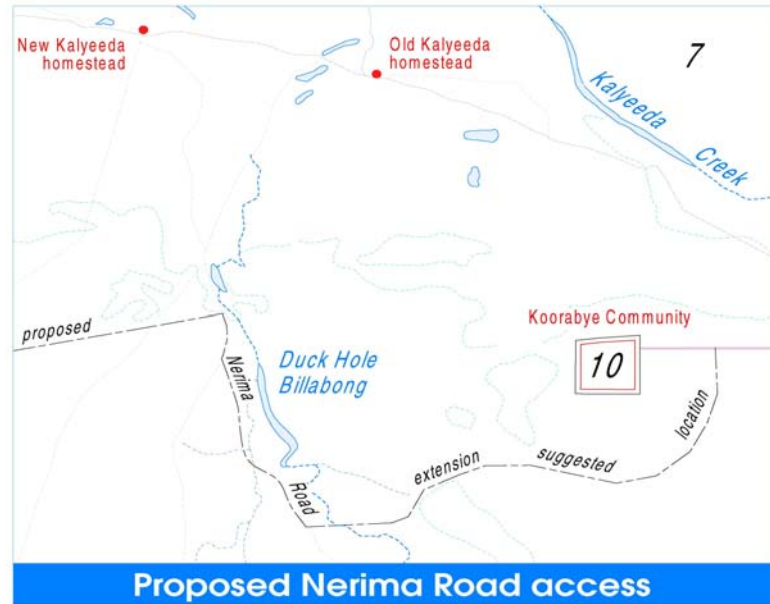 New Kalyeeda
homestead
Old Kalyeeda
homestead
7
Kalyeeda
Creek
proposed
Nerima
Road
extension
suggested
location
Duck Hole
Billabong
Koorabye Community
10
Proposed Nerima Road access